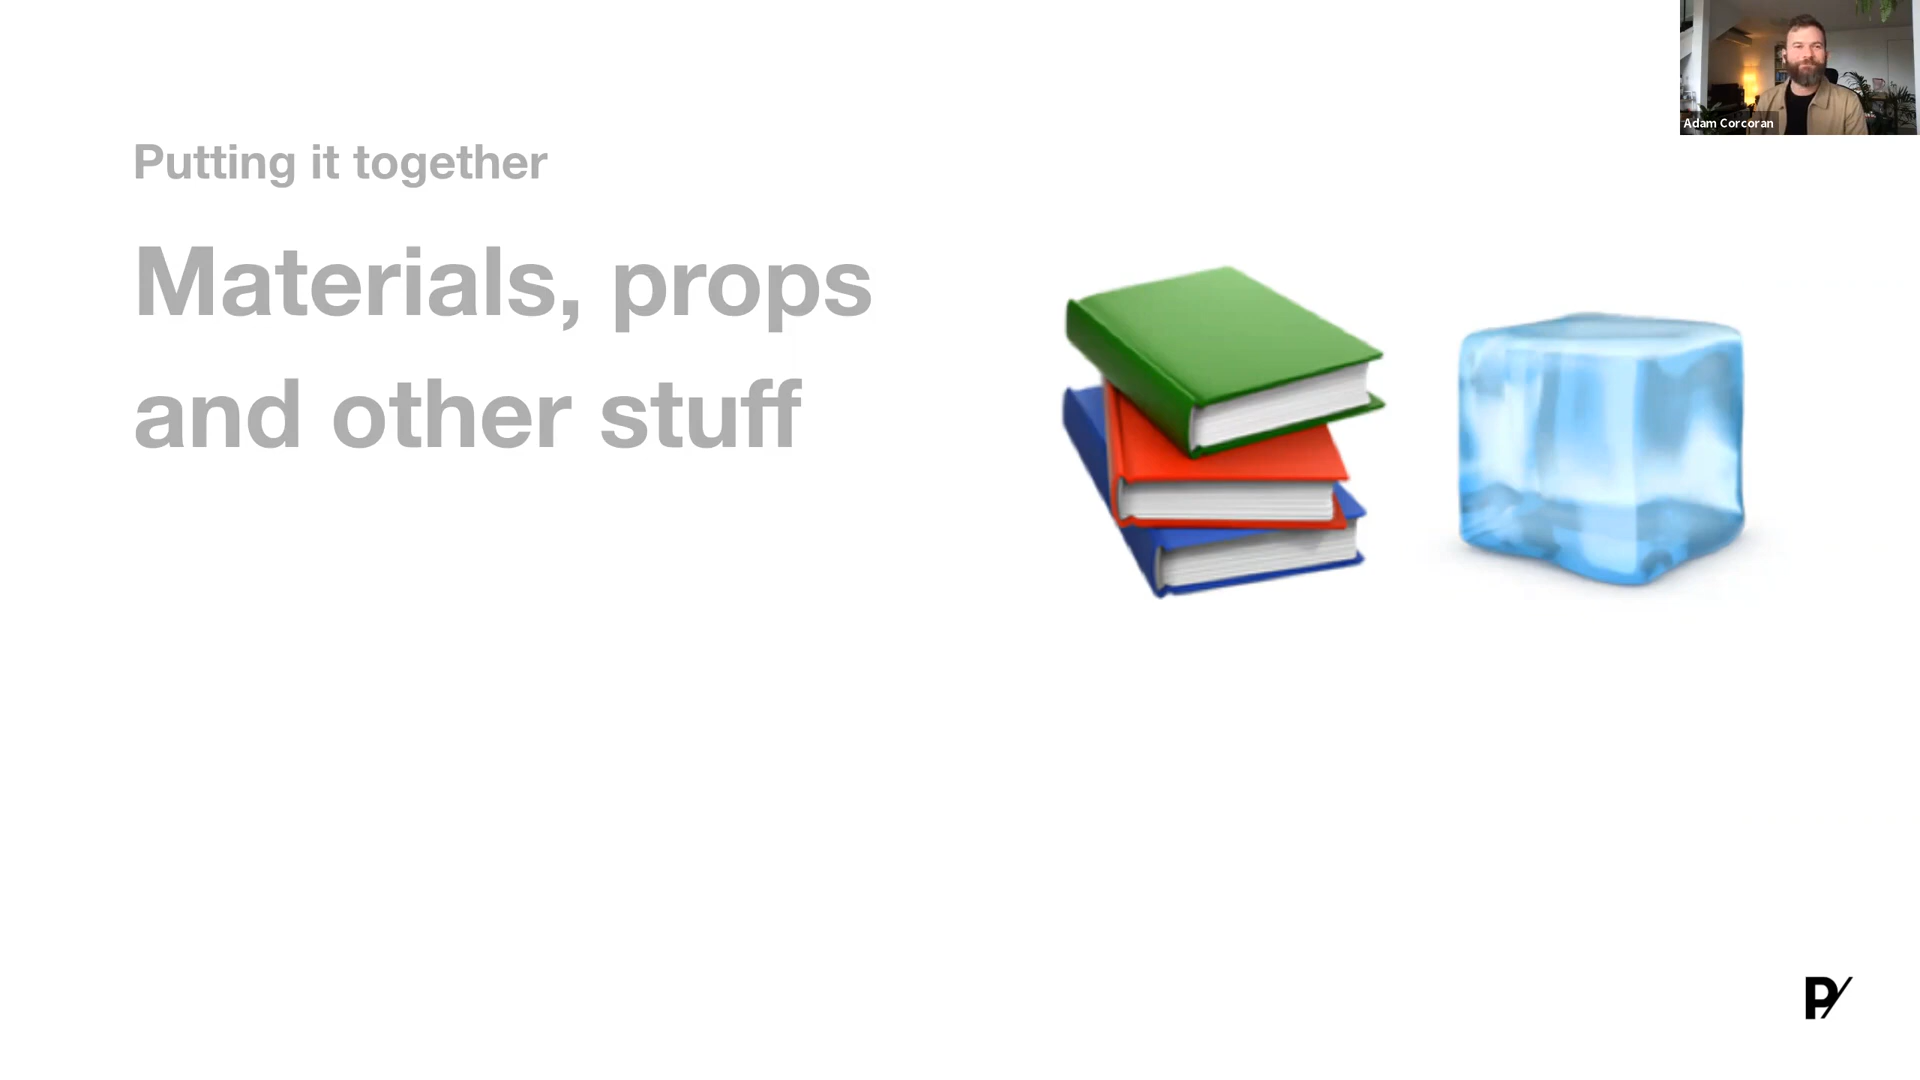 Putting it together
Materials, props
and other stuff
Adam Corcoran